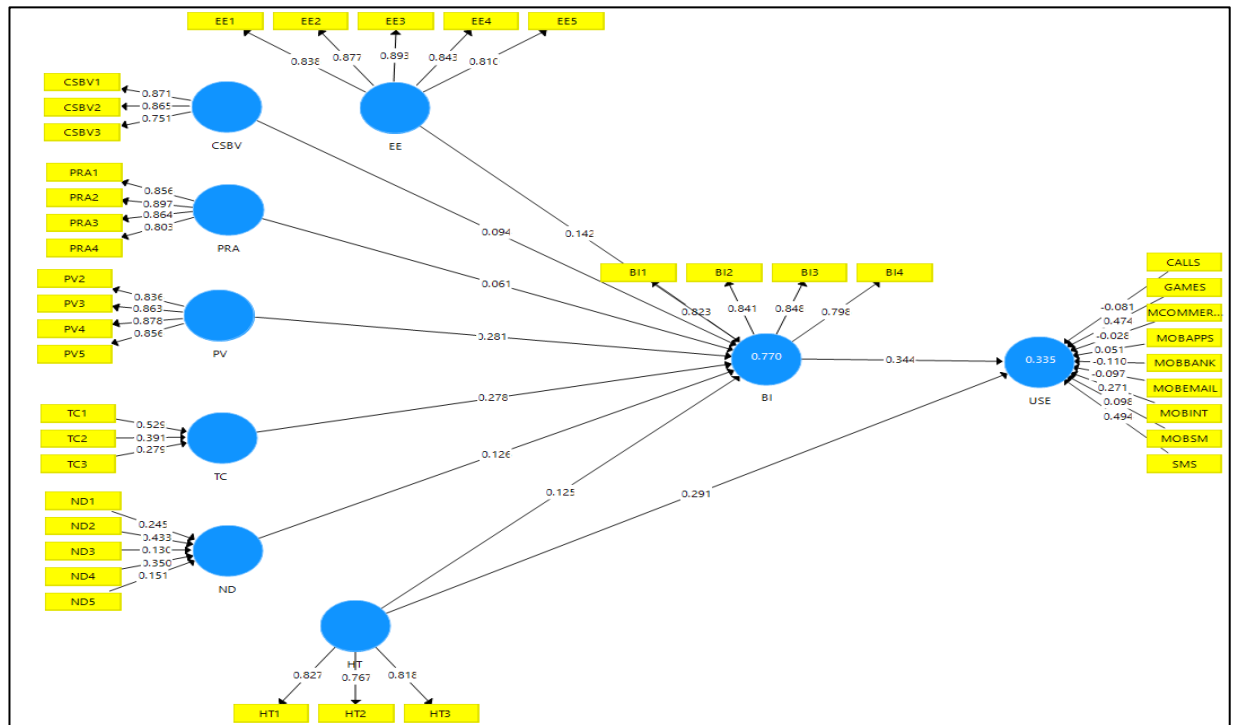 EE1 EE2 EE3 EE4 EE5
0.838 0.877 0.893 0.843 0.810
EE
CSBV1 0.871
CSBV2 0.865
CSBV3 0.751
CSBV
PRA1 0.856
PRA2 0.897
PRA3 0.864
PRA4 0.803
PRA
PV2 0.836
PV3 0.863
PV4 0.878
PV5 0.856
PV
TC1 0.529
TC2 0.391
TC3 0.279
TC
ND1 0.245
ND2 0.433
ND3 0.130
ND4 0.350
ND5 0.151
ND
0.094
0.142
0.061
0.281
0.278
0.126
0.125
0.291
BI1 BI2 BI3 BI4
0.823 0.841 0.848 0.798
0.770
BI
0.344
0.335
USE
CALLS -0.081
GAMES 0.474
MCOMMER... -0.028
MOBAPPS 0.051
MOBBANK -0.110
MOBEMAIL -0.097
MOBINT 0.271
MOBSM 0.098
SMS 0.494
HT
0.827 0.767 0.818
HT1 HT2 HT3